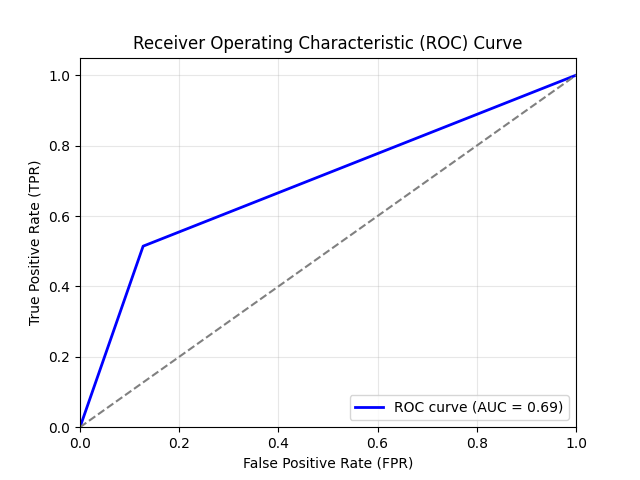 Receiver Operating Characteristic (ROC) Curve
True Positive Rate (TPR)
1.0
0.8
0.6
0.4
0.2
0.0
0.0 0.2 0.4 0.6 0.8 1.0
False Positive Rate (FPR)
ROC curve (AUC = 0.69)